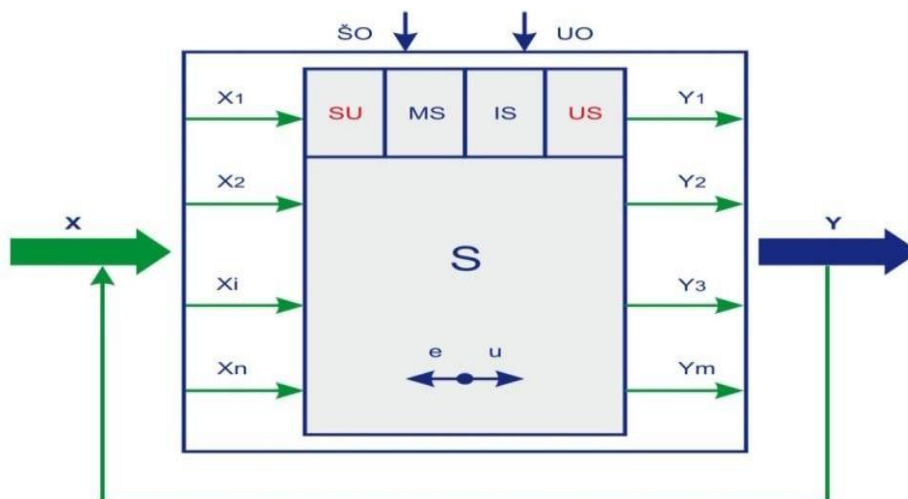 ŠO UO
X1 SU MS IS US Y1
X2 Y2
X S Y
Xi Y3
e u
Xn Ym